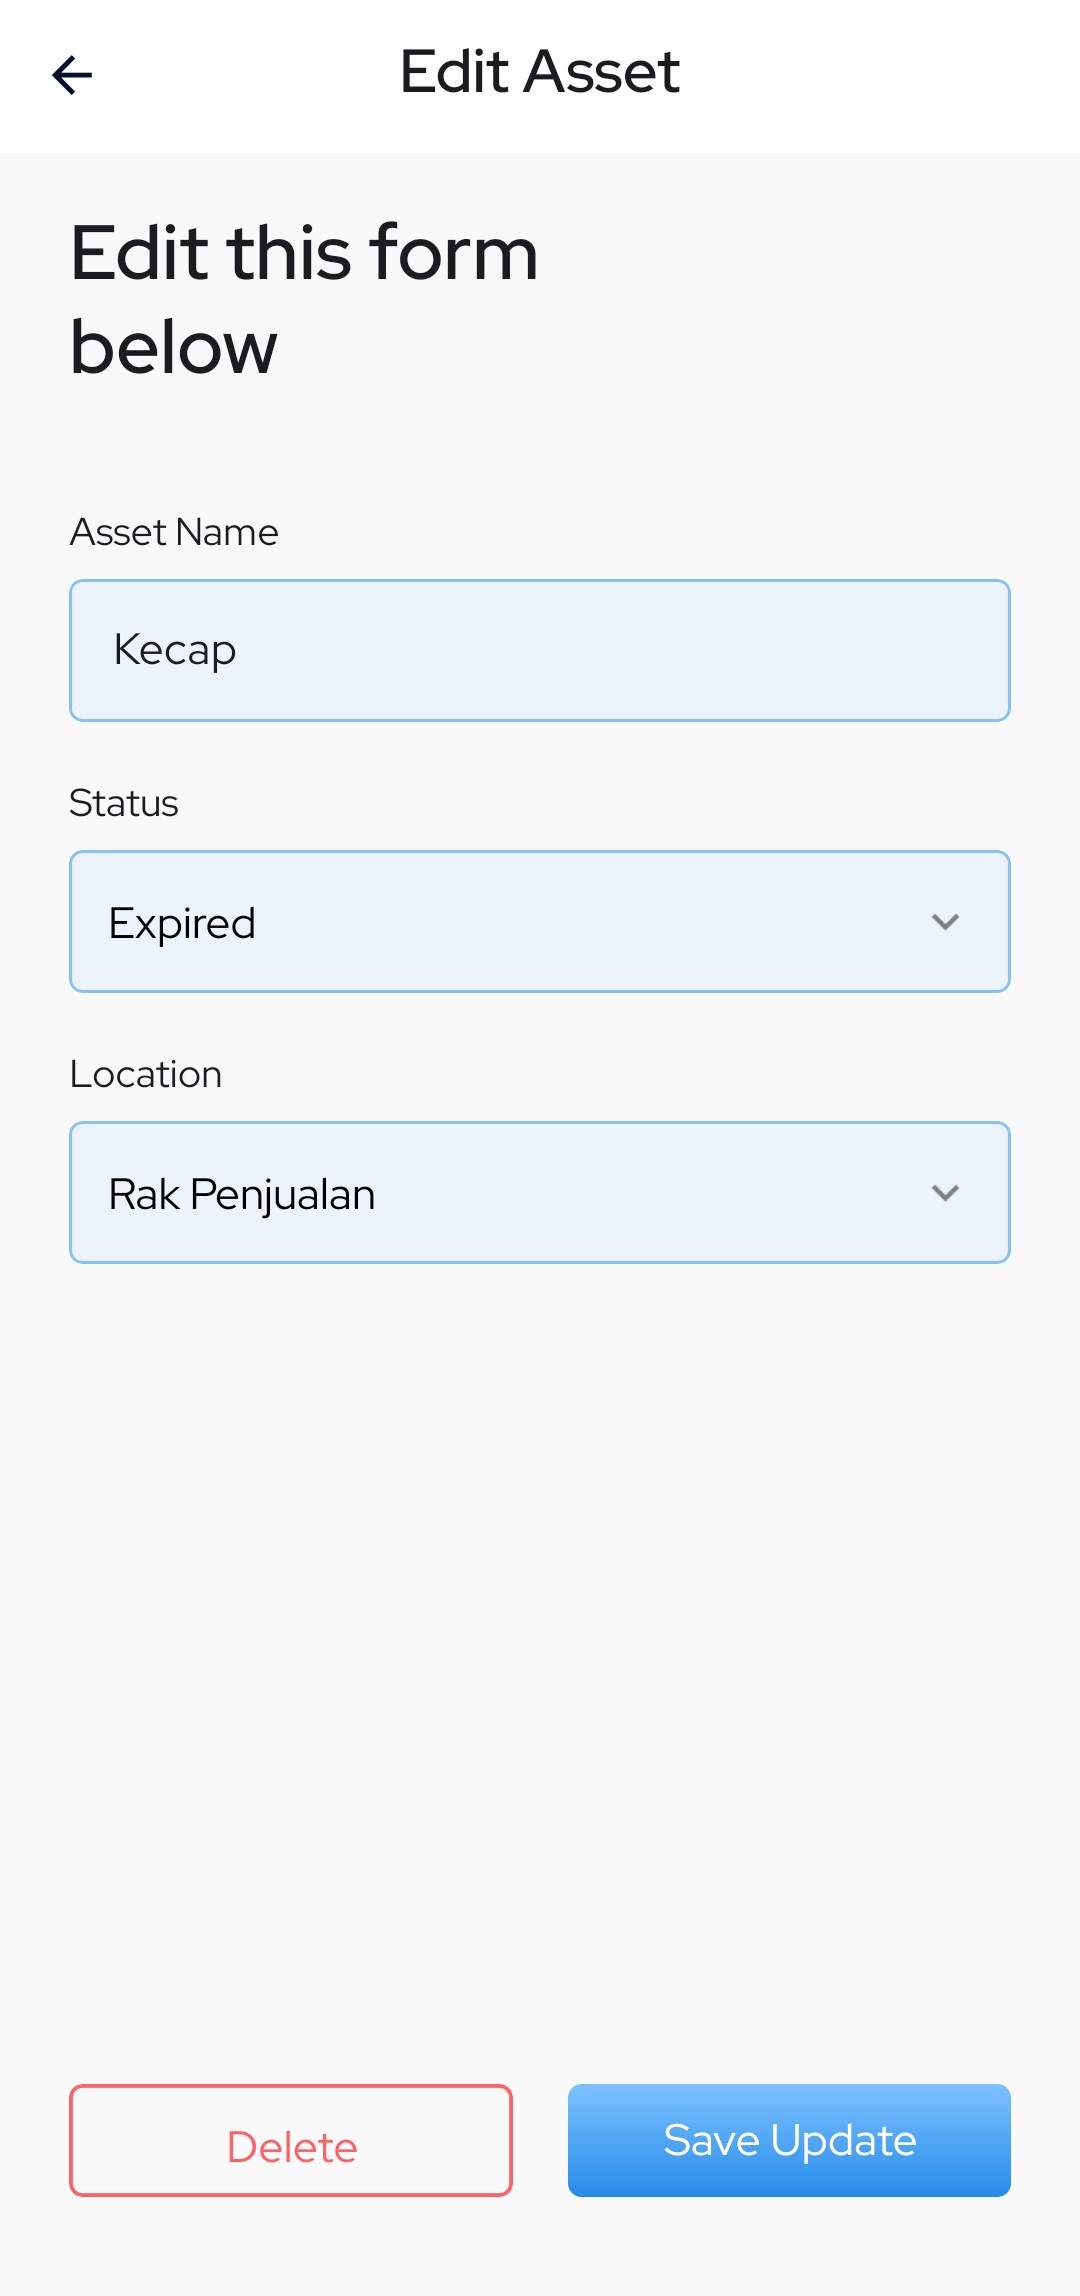 Edit Asset
Edit this form
below
Asset Name
Kecap
Status
Expired
Location
Rak Penjualan
Delete
Save Update